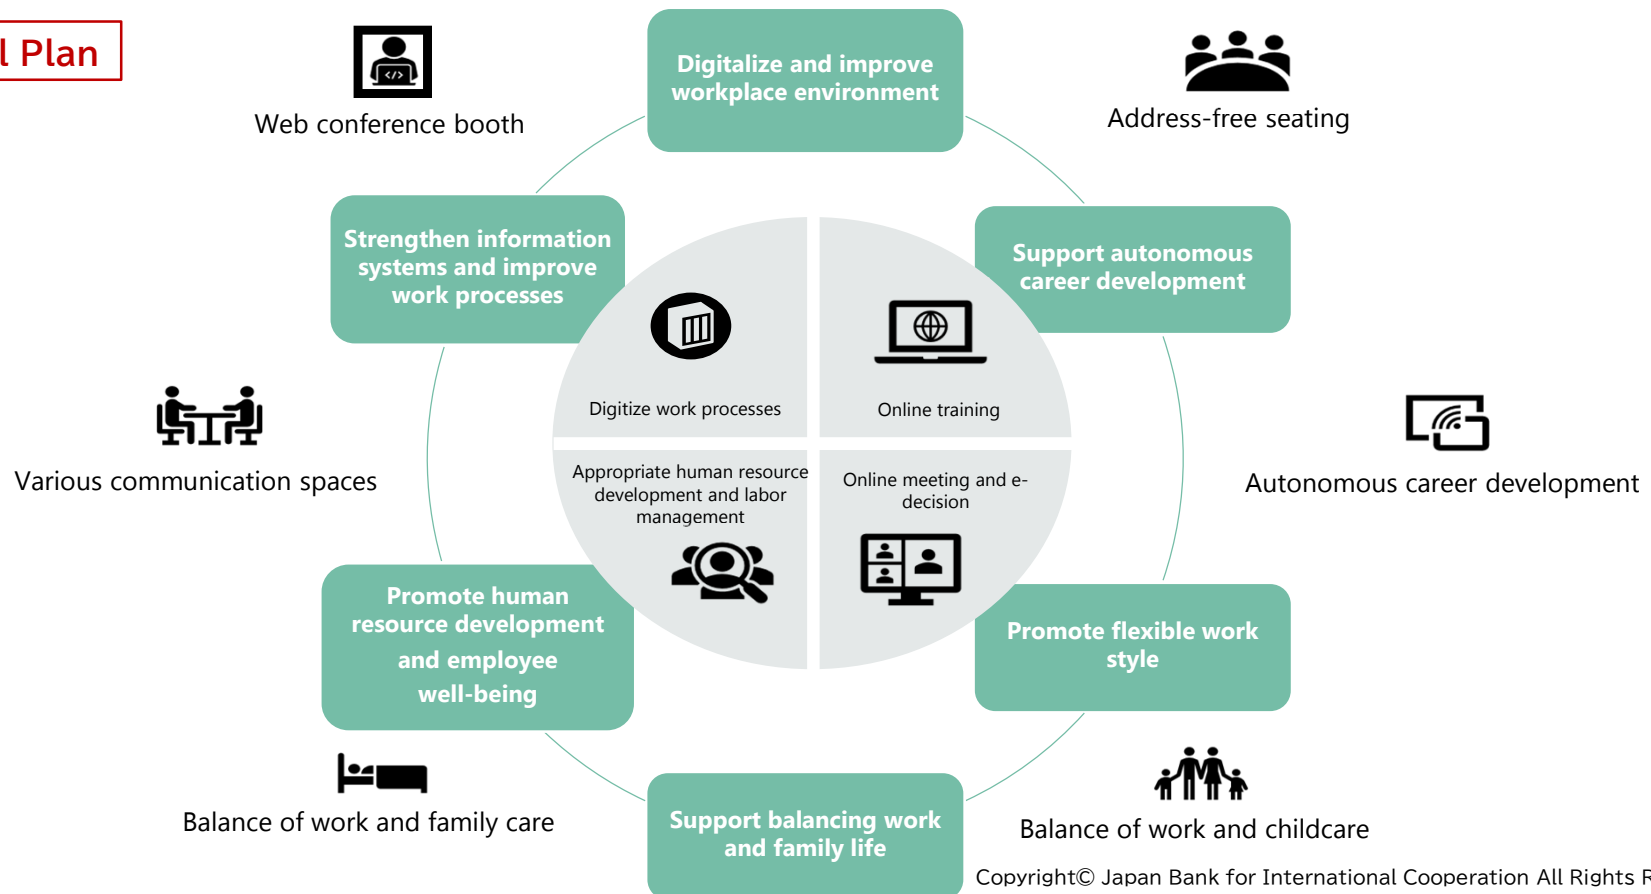 l Plan
Web conference booth
Digitalize and improve
workplace environment
Address-free seating
Strengthen information
systems and improve
work processes
Support autonomous
career development
Digitize work processes
Online training
Various communication spaces
Appropriate human resource
development and labor
management
Online meeting and e-
decision
Autonomous career development
Promote human
resource development
and employee
well-being
Promote flexible work
style
Balance of work and family care
Support balancing work
and family life
Balance of work and childcare
Copyright© Japan Bank for International Cooperation All Rights R